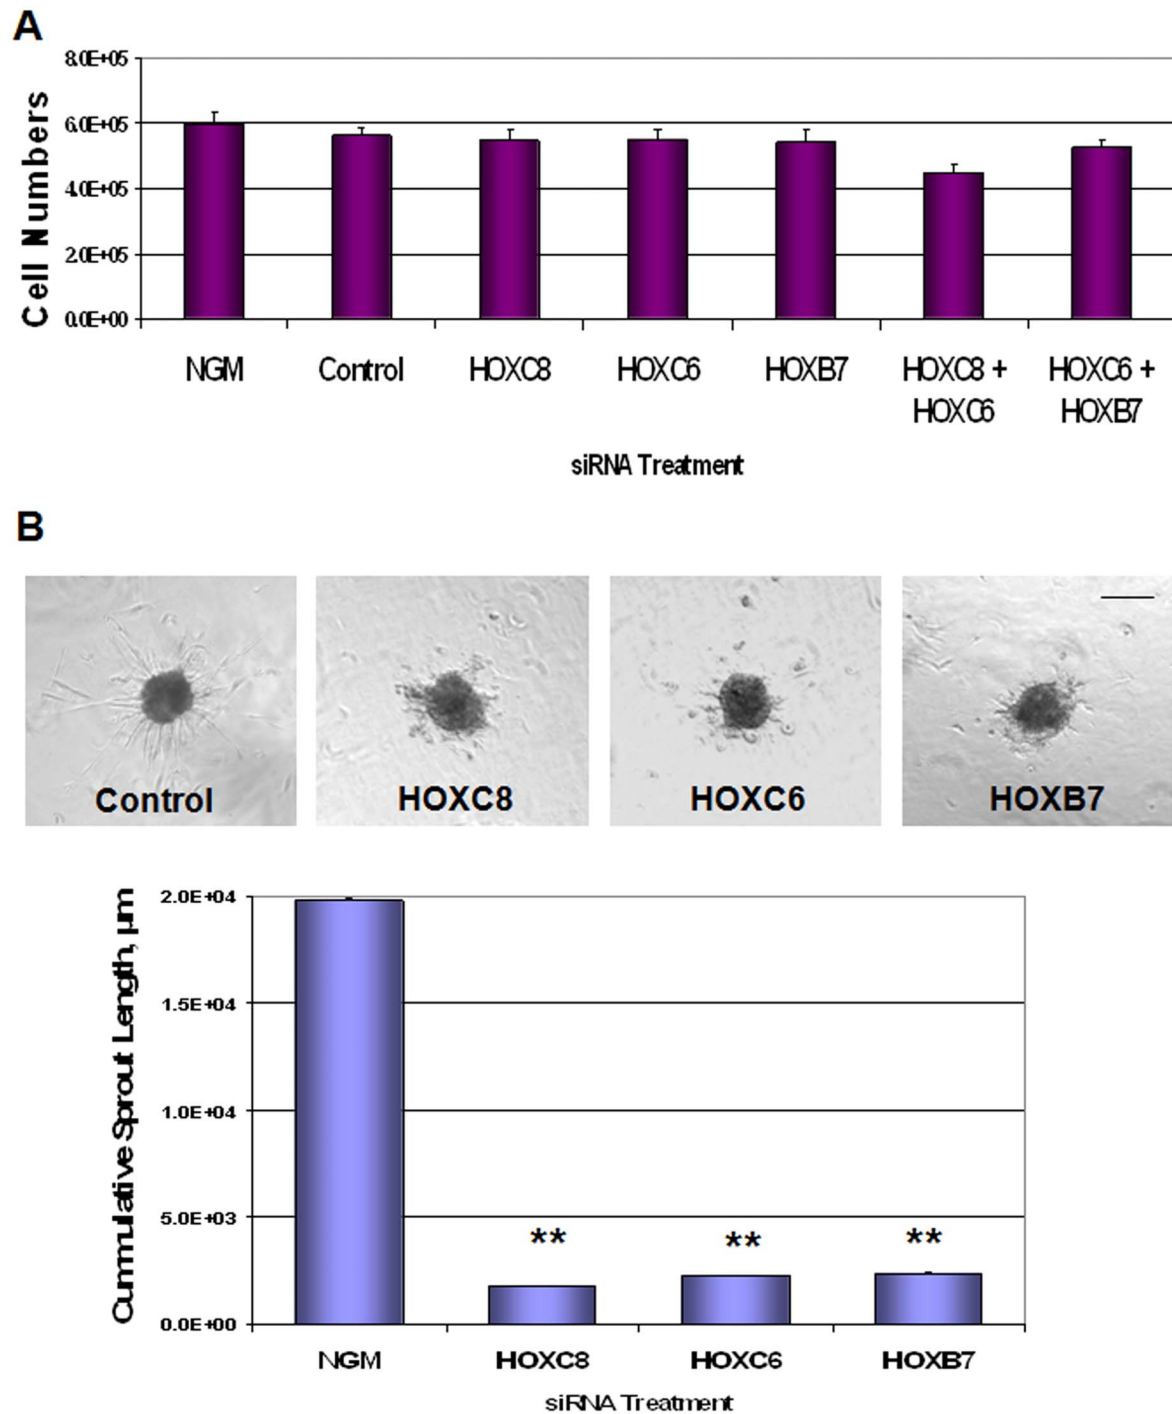 A
8.0E+05
6.0E+05
4.0E+05
2.0E+05
0.0E+00
Cell Numbers
NGM
Control
HOXC8
HOXC6
HOXB7
HOXC8 +
HOXC6
HOXC6 +
HOXB7
siRNA Treatment
B
Control
HOXC8
HOXC6
HOXB7
2.0E+04
1.5E+04
1.0E+04
5.0E+03
0.0E+00
Cummulative Sprout Length, µm
**
**
**
NGM
HOXC8
HOXC6
HOXB7
siRNA Treatment